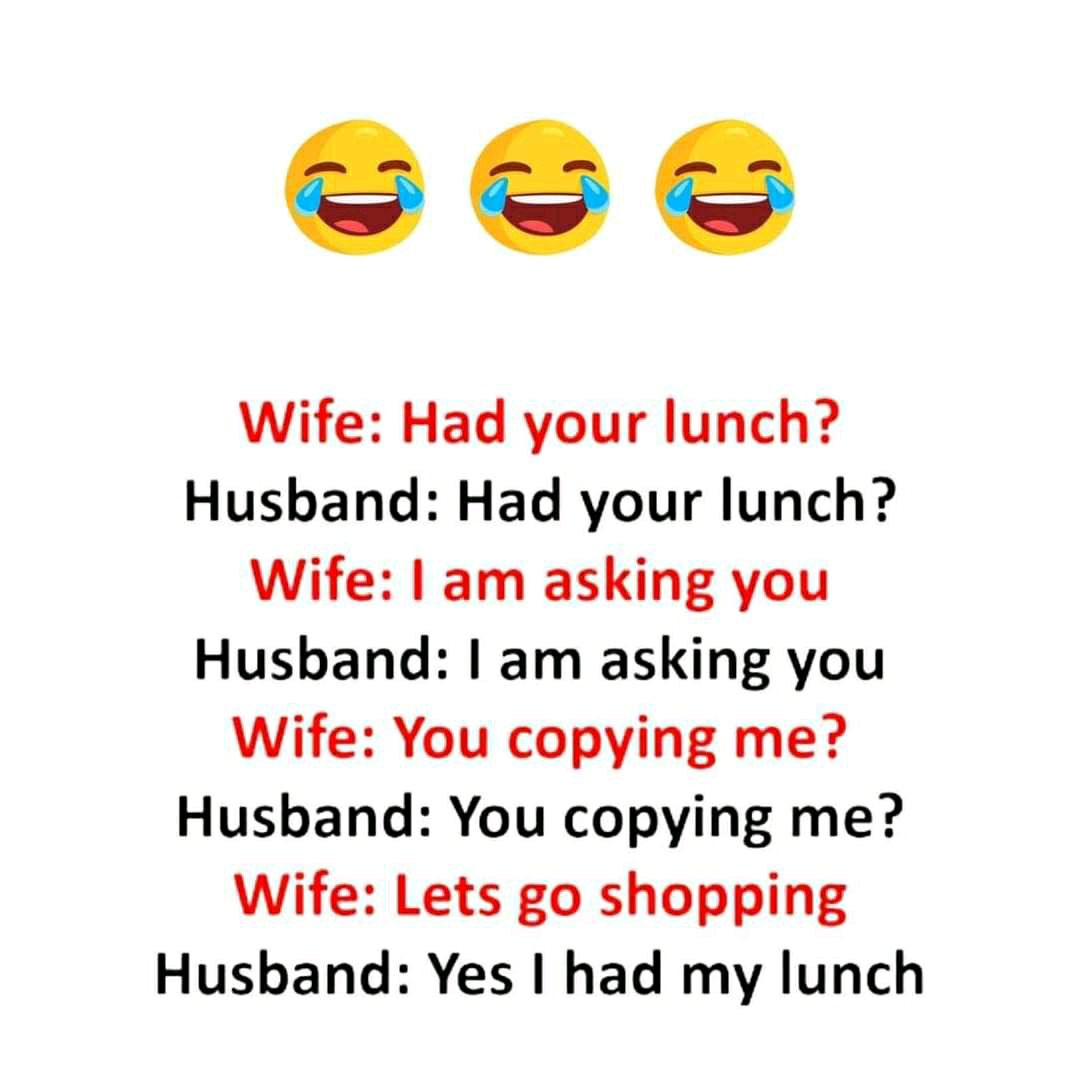 Wife: Had your lunch?
Husband: Had your lunch?
Wife: I am asking you
Husband: I am asking you
Wife: You copying me?
Husband: You copying me?
Wife: Lets go shopping
Husband: Yes I had my lunch